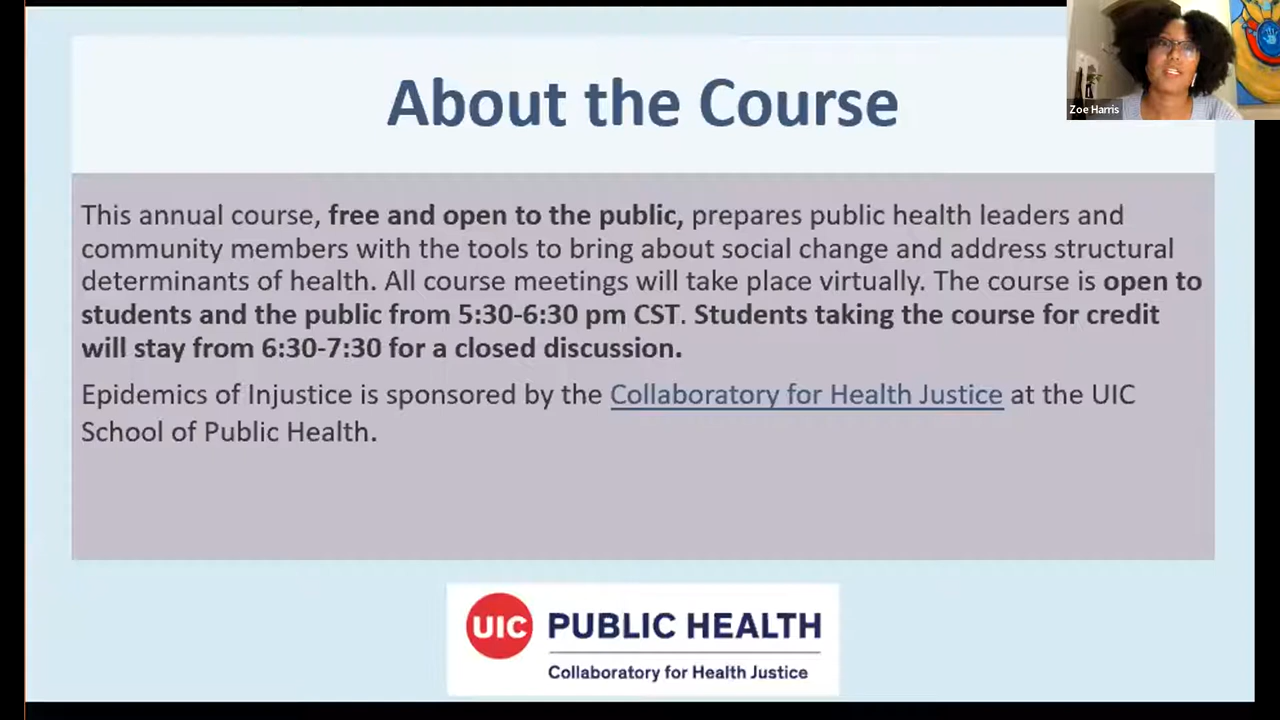 About the Course
Zoe Harris
This annual course, free and open to the public, prepares public health leaders and
community members with the tools to bring about social change and address structural
determinants of health. All course meetings will take place virtually. The course is open to
students and the public from 5:30-6:30 pm CST. Students taking the course for credit
will stay from 6:30-7:30 for a closed discussion.
Epidemics of Injustice is sponsored by the Collaboratory for Health Justice at the UIC
School of Public Health.
UIC PUBLIC HEALTH
Collaboratory for Health Justice